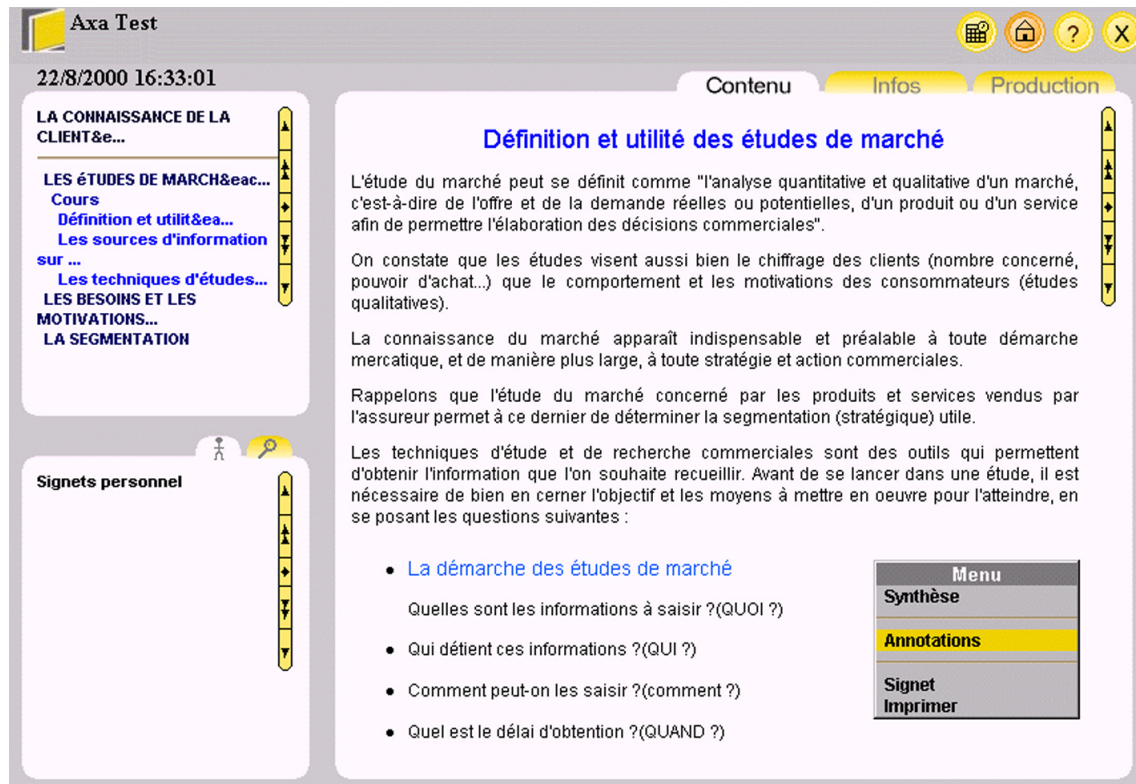 Axa Test
?
X
22/8/2000 16:33:01
Contenu
Infos
Production
LA CONNAISSANCE DE LA
CLIENT&e...
LES éTUDES DE MARCH&eac...
Cours
Définition et utilit&ea...
Les sources d'information
sur ...
Les techniques d'études...
LES BESOINS ET LES
MOTIVATIONS...
LA SEGMENTATION
Signets personnel
Définition et utilité des études de marché
L'étude du marché peut se définit comme "l'analyse quantitative et qualitative d'un marché,
c'est-à-dire de l'offre et de la demande réelles ou potentielles, d'un produit ou d'un service
afin de permettre l'élaboration des décisions commerciales".
On constate que les études visent aussi bien le chiffrage des clients (nombre concerné,
pouvoir d'achat...) que le comportement et les motivations des consommateurs (études
qualitatives).
La connaissance du marché apparaît indispensable et préalable à toute démarche
mercatique, et de manière plus large, à toute stratégie et action commerciales.
Rappelons que l'étude du marché concerné par les produits et services vendus par
l'assureur permet à ce dernier de déterminer la segmentation (stratégique) utile.
Les techniques d'étude et de recherche commerciales sont des outils qui permettent
d'obtenir l'information que l'on souhaite recueillir. Avant de se lancer dans une étude, il est
nécessaire de bien en cerner l'objectif et les moyens à mettre en oeuvre pour l'atteindre, en
se posant les questions suivantes :
• La démarche des études de marché
Quelles sont les informations à saisir ?(QUOI ?)
• Qui détient ces informations ?(QUI ?)
• Comment peut-on les saisir ?(comment ?)
• Quel est le délai d'obtention ?(QUAND ?)
Menu
Synthèse
Annotations
Signet
Imprimer